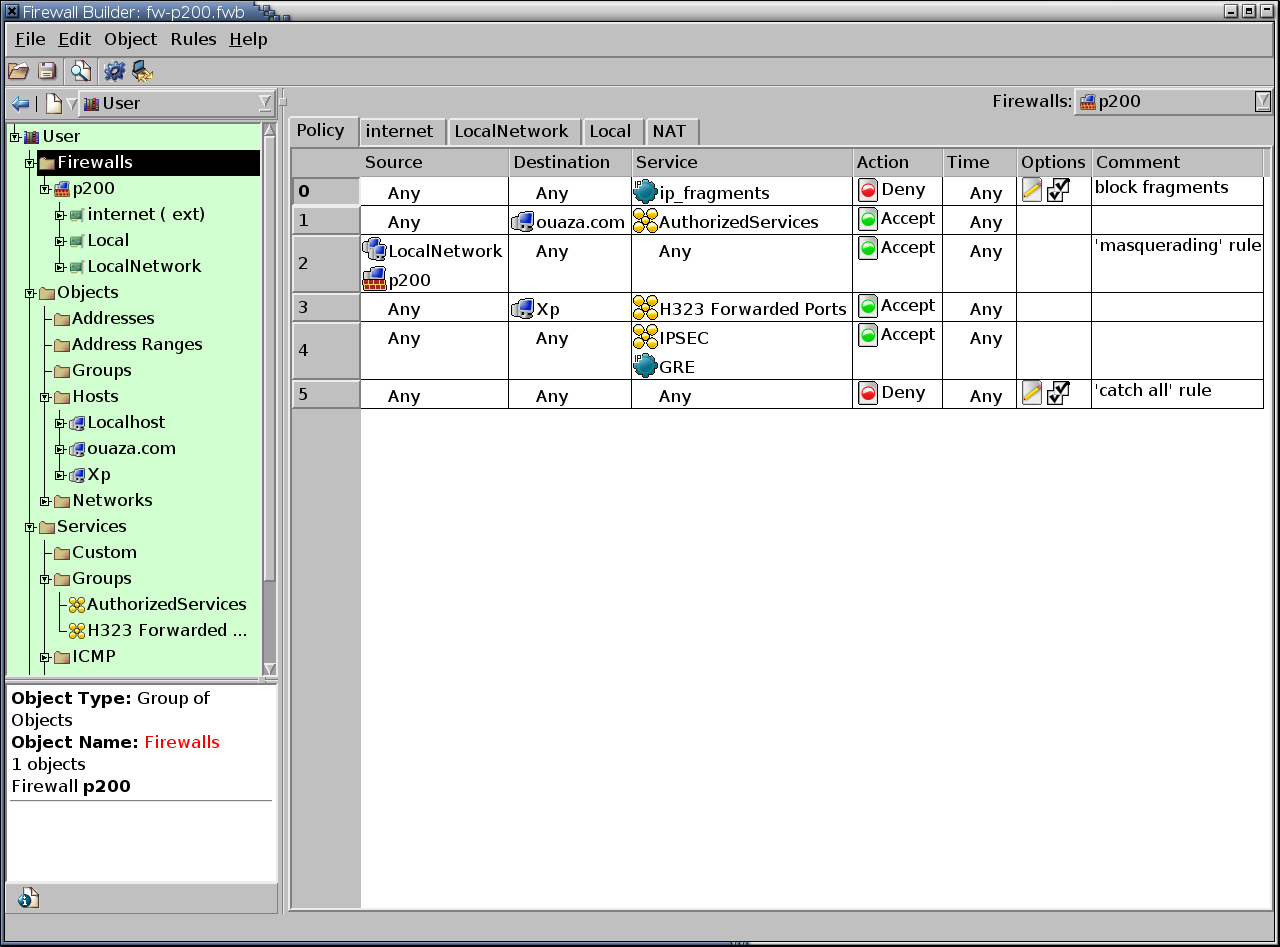 Firewall Builder: fw-p200.fwb
File Edit Object Rules Help
User
Firewalls: p200
User
Firewalls
p200
internet ( ext)
Local
LocalNetwork
Objects
Addresses
Address Ranges
Groups
Hosts
Localhost
ouaza.com
Xp
Networks
Services
Custom
Groups
AuthorizedServices
H323 Forwarded ...
ICMP
Object Type: Group of
Objects
Object Name: Firewalls
1 objects
Firewall p200
Policy internet LocalNetwork Local NAT
Source Destination Service Action Time Options Comment
0 Any Any IP ip_fragments Deny Any block fragments
1 Any ouaza.com AuthorizedServices Accept Any
2 LocalNetwork Any Any Accept Any 'masquerading' rule
p200
3 Any Xp H323 Forwarded Ports Accept Any
4 Any Any IPSEC Accept Any
IP GRE
5 Any Any Any Deny Any 'catch all' rule